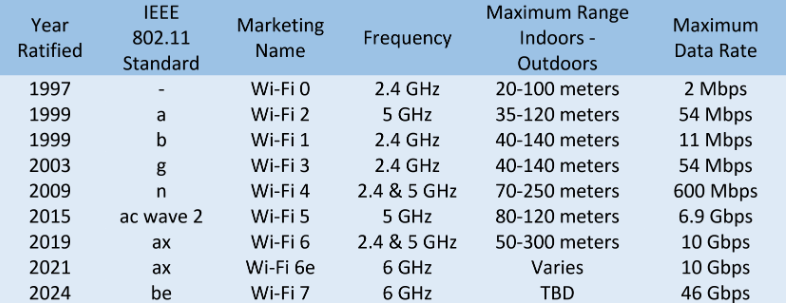 Year Ratified IEEE 802.11 Standard Marketing Name Frequency Maximum Range Indoors - Outdoors Maximum Data Rate
1997 - Wi-Fi 0 2.4 GHz 20-100 meters 2 Mbps
1999 a Wi-Fi 2 5 GHz 35-120 meters 54 Mbps
1999 b Wi-Fi 1 2.4 GHz 40-140 meters 11 Mbps
2003 g Wi-Fi 3 2.4 GHz 40-140 meters 54 Mbps
2009 n Wi-Fi 4 2.4 & 5 GHz 70-250 meters 600 Mbps
2015 ac wave 2 Wi-Fi 5 5 GHz 80-120 meters 6.9 Gbps
2019 ax Wi-Fi 6 2.4 & 5 GHz 50-300 meters 10 Gbps
2021 ax Wi-Fi 6e 6 GHz Varies 10 Gbps
2024 be Wi-Fi 7 6 GHz TBD 46 Gbps